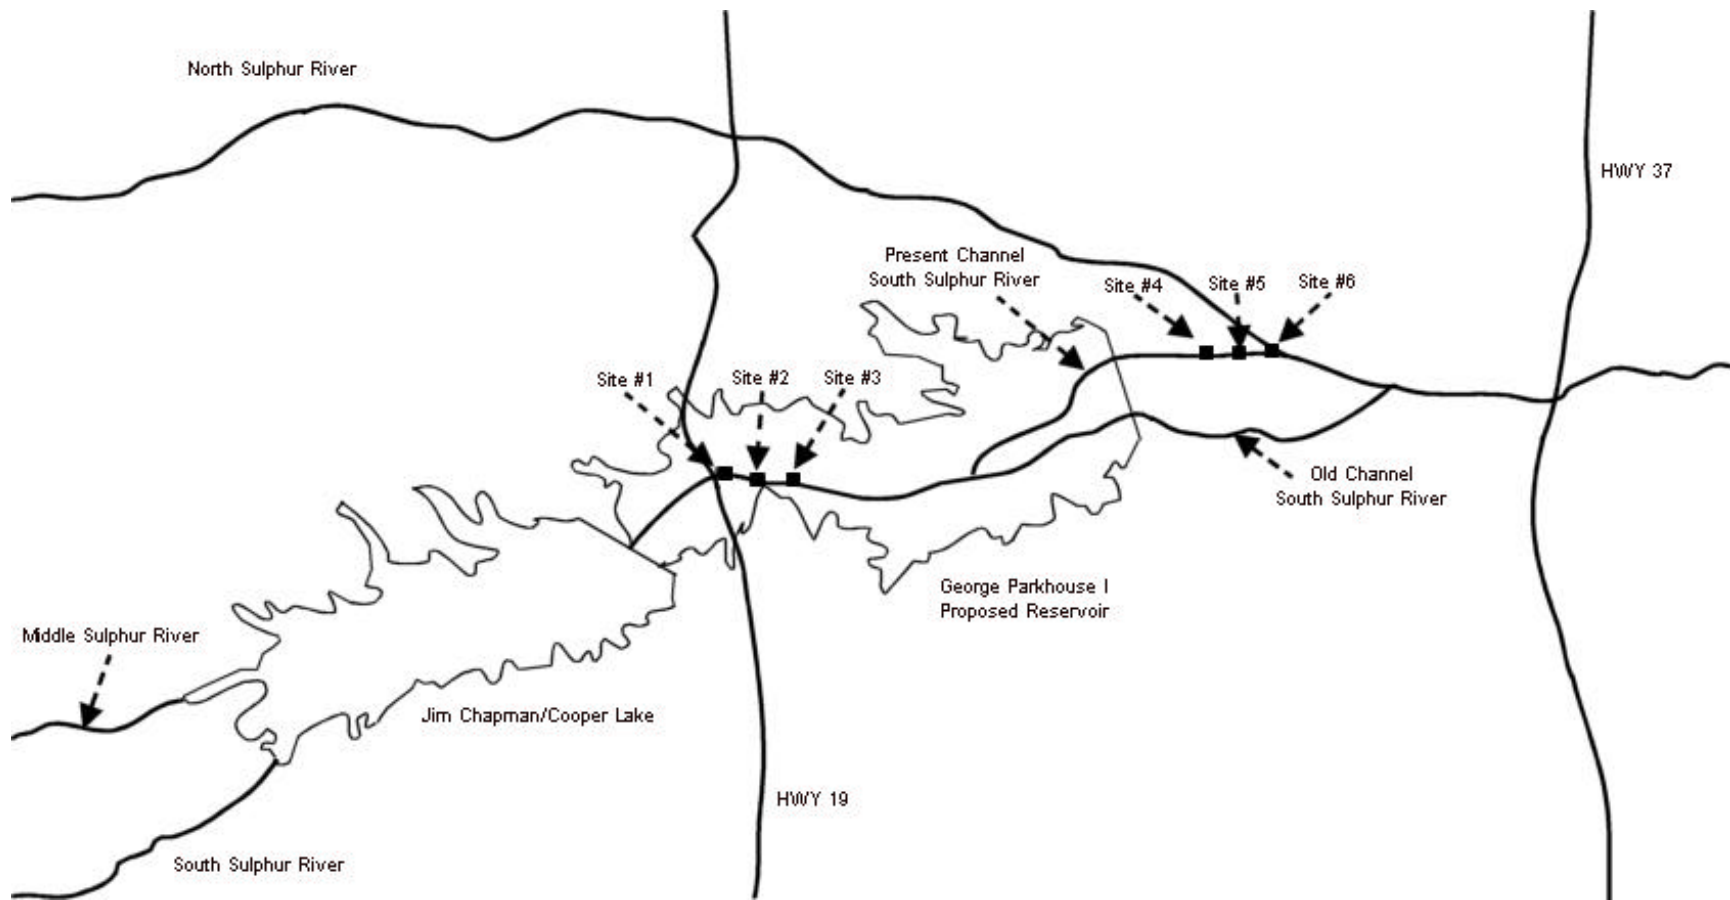 North Sulphur River
HWY 37
Present Channel
South Sulphur River
Site #4
Site #5
Site #6
Site #1
Site #2
Site #3
Old Channel
South Sulphur River
George Parkhouse I
Proposed Reservoir
Middle Sulphur River
Jim Chapman/Cooper Lake
HWY 19
South Sulphur River